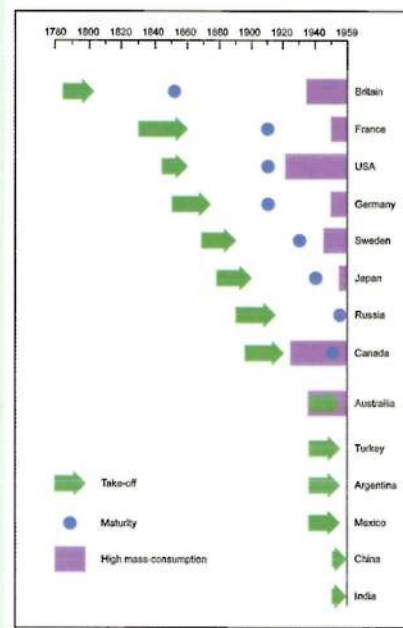 1780 1800 1820 1840 1860 1880 1900 1920 1940 1959
Britain
France
USA
Germany
Sweden
Japan
Russia
Canada
Australia
Turkey
Argentina
Mexico
China
India
Take-off
Maturity
High mass-consumption